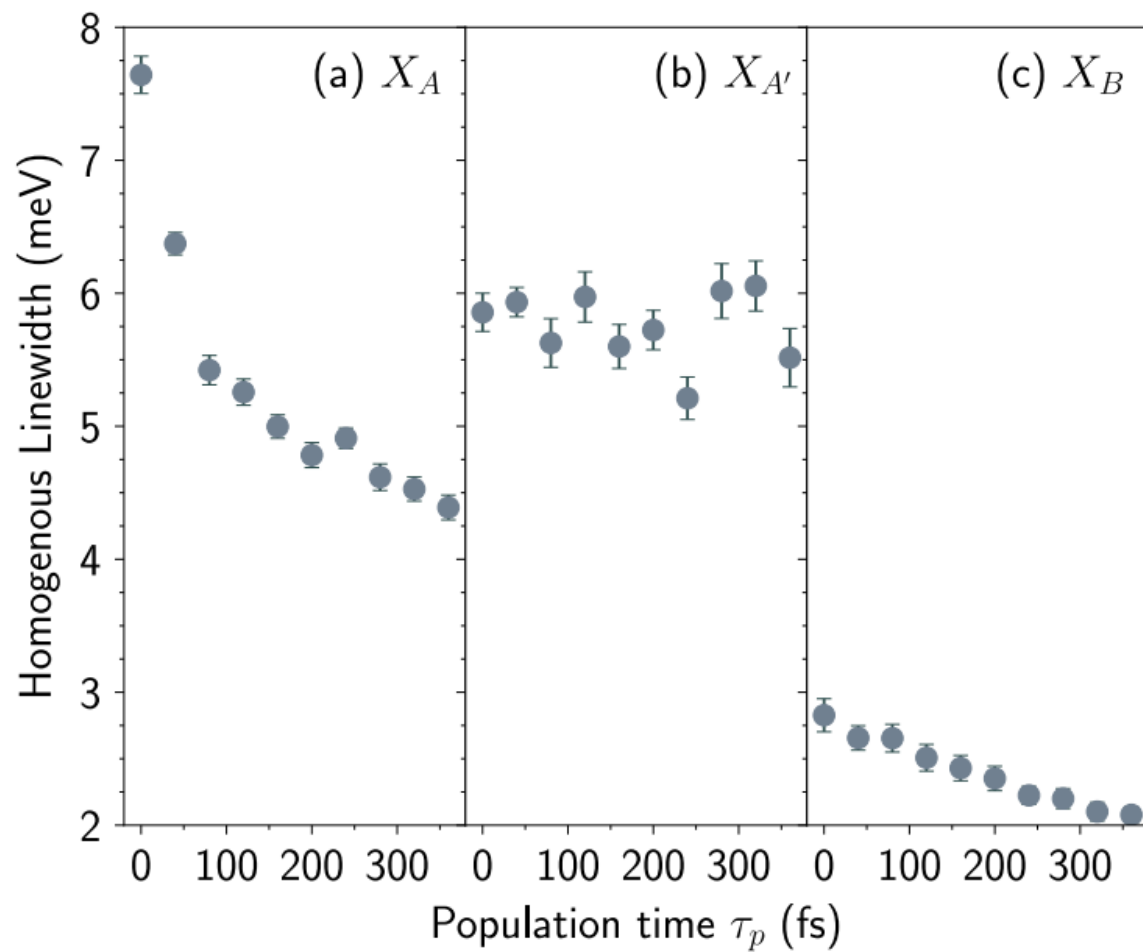 (a) X_A
(b) X_{A'}
(c) X_B
Homogenous Linewidth (meV)
8
7
6
5
4
3
2
0 100 200 300
0 100 200 300
0 100 200 300
Population time τ_p (fs)